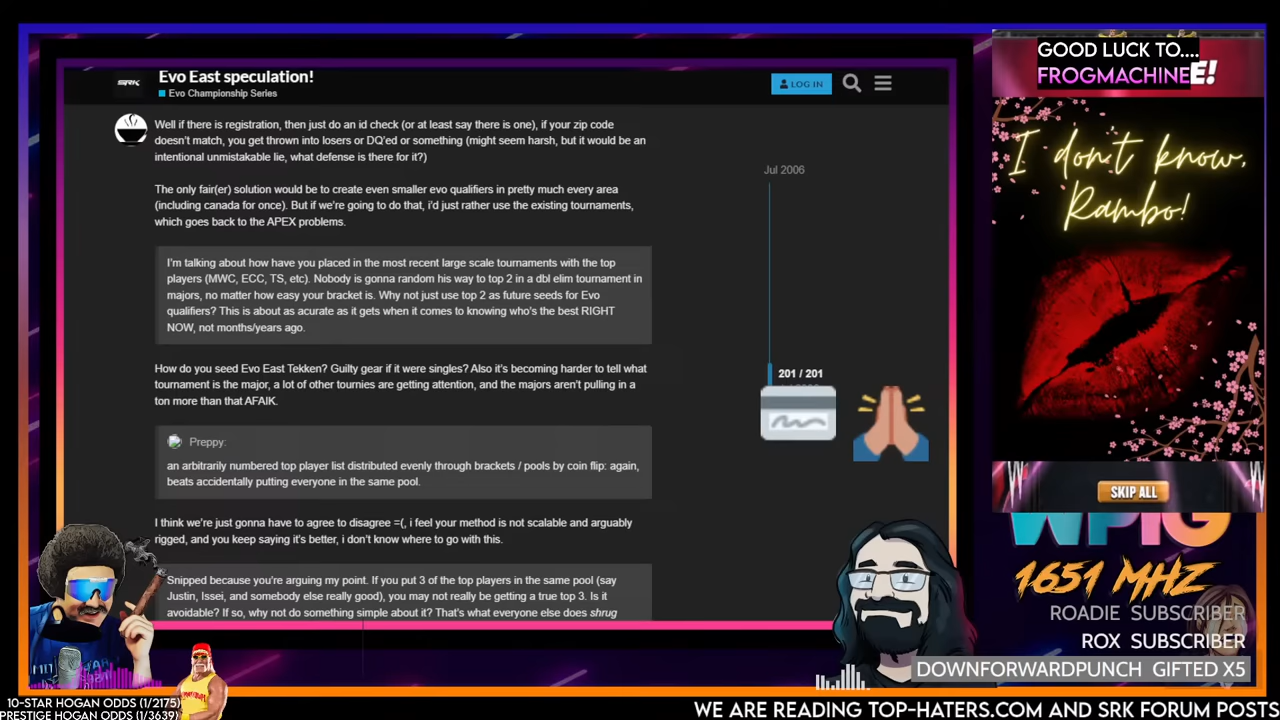 SRK
Evo East speculation!
Evo Championship Series
LOG IN
Well if there is registration, then just do an id check (or at least say there is one), if your zip code
doesn't match, you get thrown into losers or DQ'ed or something (might seem harsh, but it would be an
intentional unmistakable lie, what defense is there for it?)
The only fair(er) solution would be to create even smaller evo qualifiers in pretty much every area
(including canada for once). But if we're going to do that, i'd just rather use the existing tournaments,
which goes back to the APEX problems.
I'm talking about how have you placed in the most recent large scale tournaments with the top
players (MWC, ECC, TS, etc). Nobody is gonna random his way to top 2 in a dbl elim tournament in
majors, no matter how easy your bracket is. Why not just use top 2 as future seeds for Evo
qualifiers? This is about as acurate as it gets when it comes to knowing who's the best RIGHT
NOW, not months/years ago.
How do you seed Evo East Tekken? Guilty gear if it were singles? Also it's becoming harder to tell what
tournament is the major, a lot of other tournies are getting attention, and the majors aren't pulling in a
ton more than that AFAIK.
Preppy:
an arbitrarily numbered top player list distributed evenly through brackets / pools by coin flip: again,
beats accidentally putting everyone in the same pool.
I think we're just gonna have to agree to disagree =(, i feel your method is not scalable and arguably
rigged, and you keep saying it's better, i don't know where to go with this.
Snipped because you're arguing my point. If you put 3 of the top players in the same pool (say
Justin, Issei, and somebody else really good), you may not really be getting a true top 3. Is it
avoidable? If so, why not do something simple about it? That's what everyone else does shrug
Jul 2006
201 / 201
GOOD LUCK TO....
FROGMACHINE E!
I don't know,
Rambo!
SKIP ALL
WPIG
1651 MHZ
ROADIE SUBSCRIBER
ROX SUBSCRIBER
DOWNFORWARDPUNCH GIFTED X5
10-STAR HOGAN ODDS (1/2175)
PRESTIGE HOGAN ODDS (1/3639)
WE ARE READING TOP-HATERS.COM AND SRK FORUM POSTS